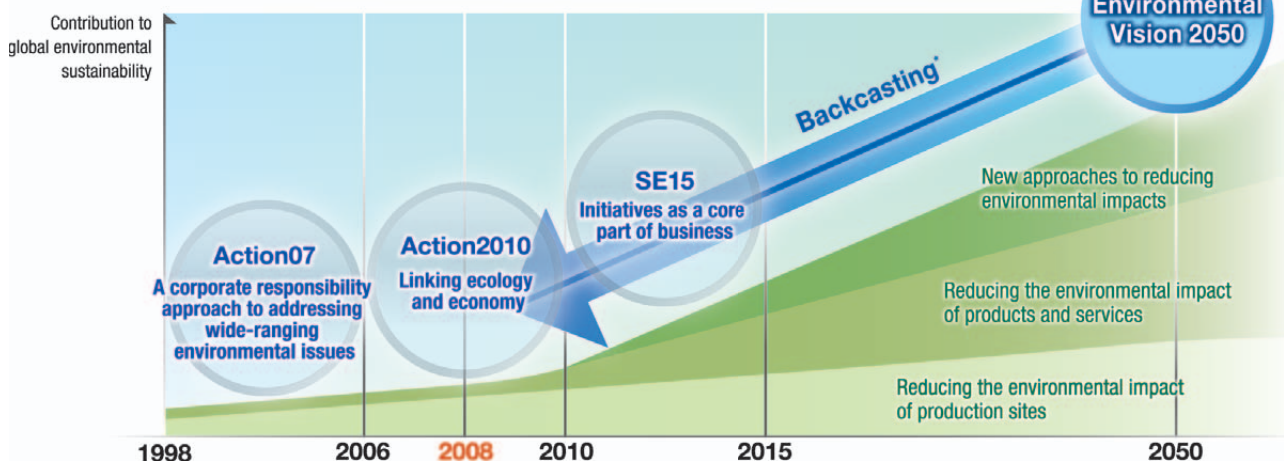 Contribution to
global environmental
sustainability
Environmental
Vision 2050
Backcasting*
SE15
Initiatives as a core
part of business
Action2010
Linking ecology
and economy
Action07
A corporate responsibility
approach to addressing
wide-ranging
environmental issues
New approaches to reducing
environmental impacts
Reducing the environmental impact
of products and services
Reducing the environmental impact
of production sites
1998 2006 2008 2010 2015 2050